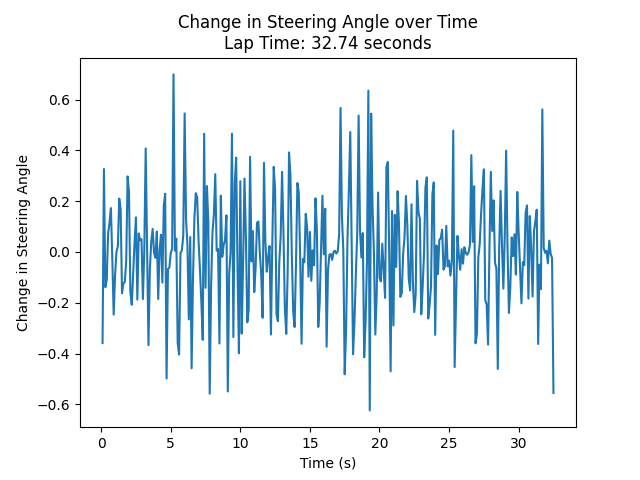 Change in Steering Angle over Time
Lap Time: 32.74 seconds
Change in Steering Angle
0.6
0.4
0.2
0.0
−0.2
−0.4
−0.6
0 5 10 15 20 25 30
Time (s)